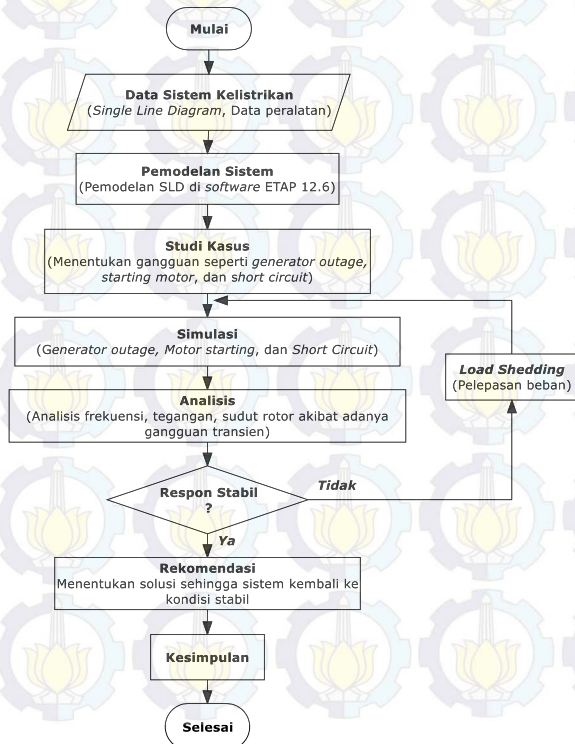 Mulai
Data Sistem Kelistrikan
(Single Line Diagram, Data peralatan)
Pemodelan Sistem
(Pemodelan SLD di software ETAP 12.6)
Studi Kasus
(Menentukan gangguan seperti generator outage,
starting motor, dan short circuit)
Simulasi
(Generator outage, Motor starting, dan Short Circuit)
Load Shedding
(Pelepasan beban)
Analisis
(Analisis frekuensi, tegangan, sudut rotor akibat adanya
gangguan transien)
Respon Stabil
?
Tidak
Ya
Rekomendasi
Menentukan solusi sehingga sistem kembali ke
kondisi stabil
Kesimpulan
Selesai